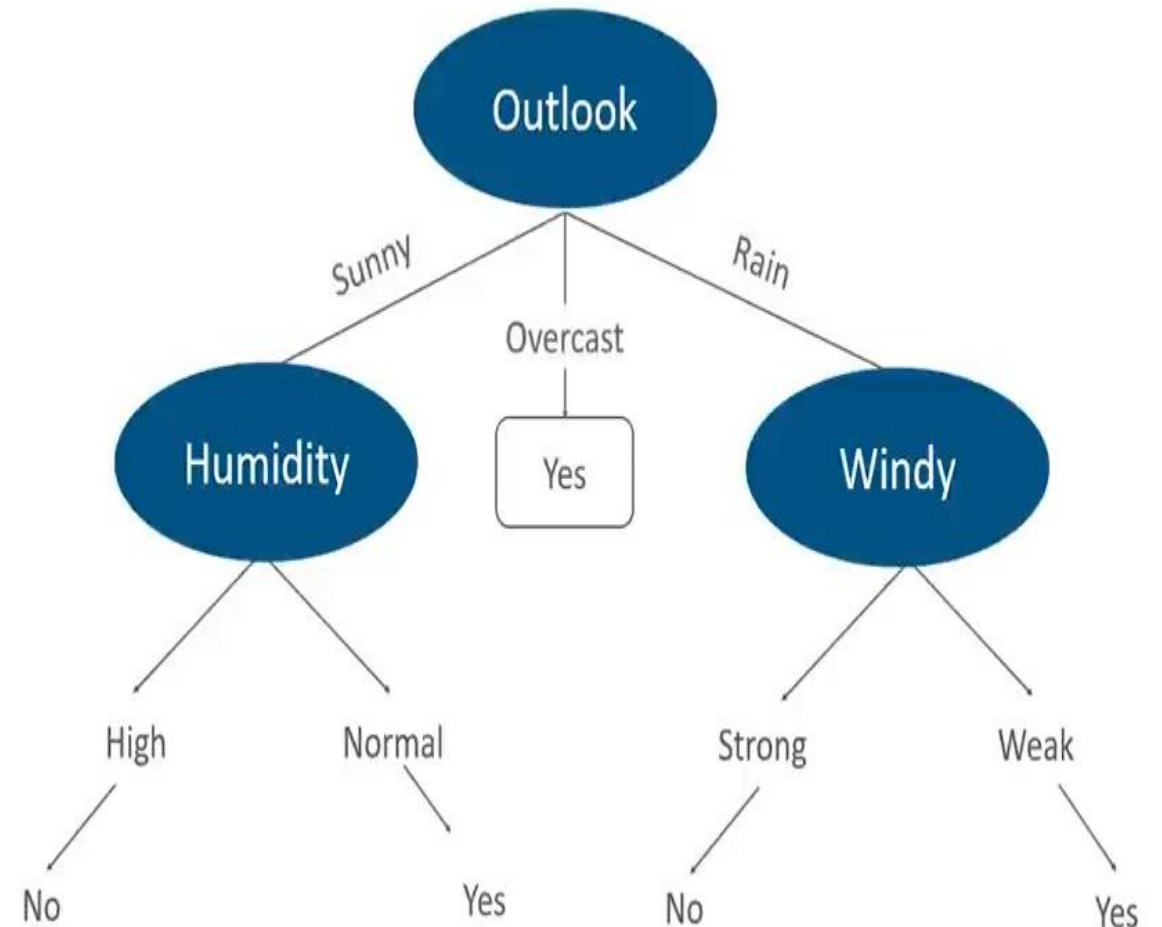 Outlook
Sunny
Rain
Overcast
Humidity
Yes
Windy
High
Normal
Strong
Weak
No
Yes
No
Yes